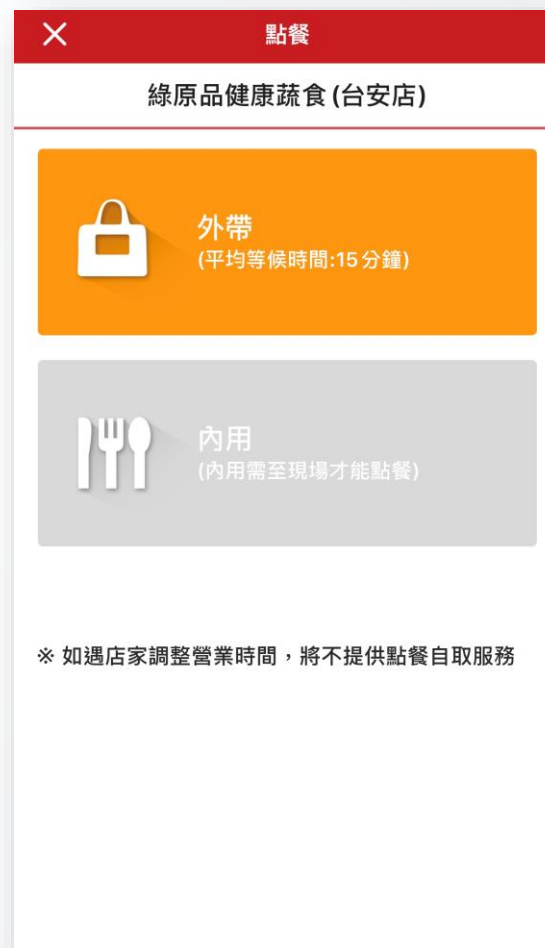 點餐
綠原品健康蔬食(台安店)
外帶
(平均等候時間:15分鐘)
內用
(內用需至現場才能點餐)
※ 如遇店家調整營業時間，將不提供點餐自取服務